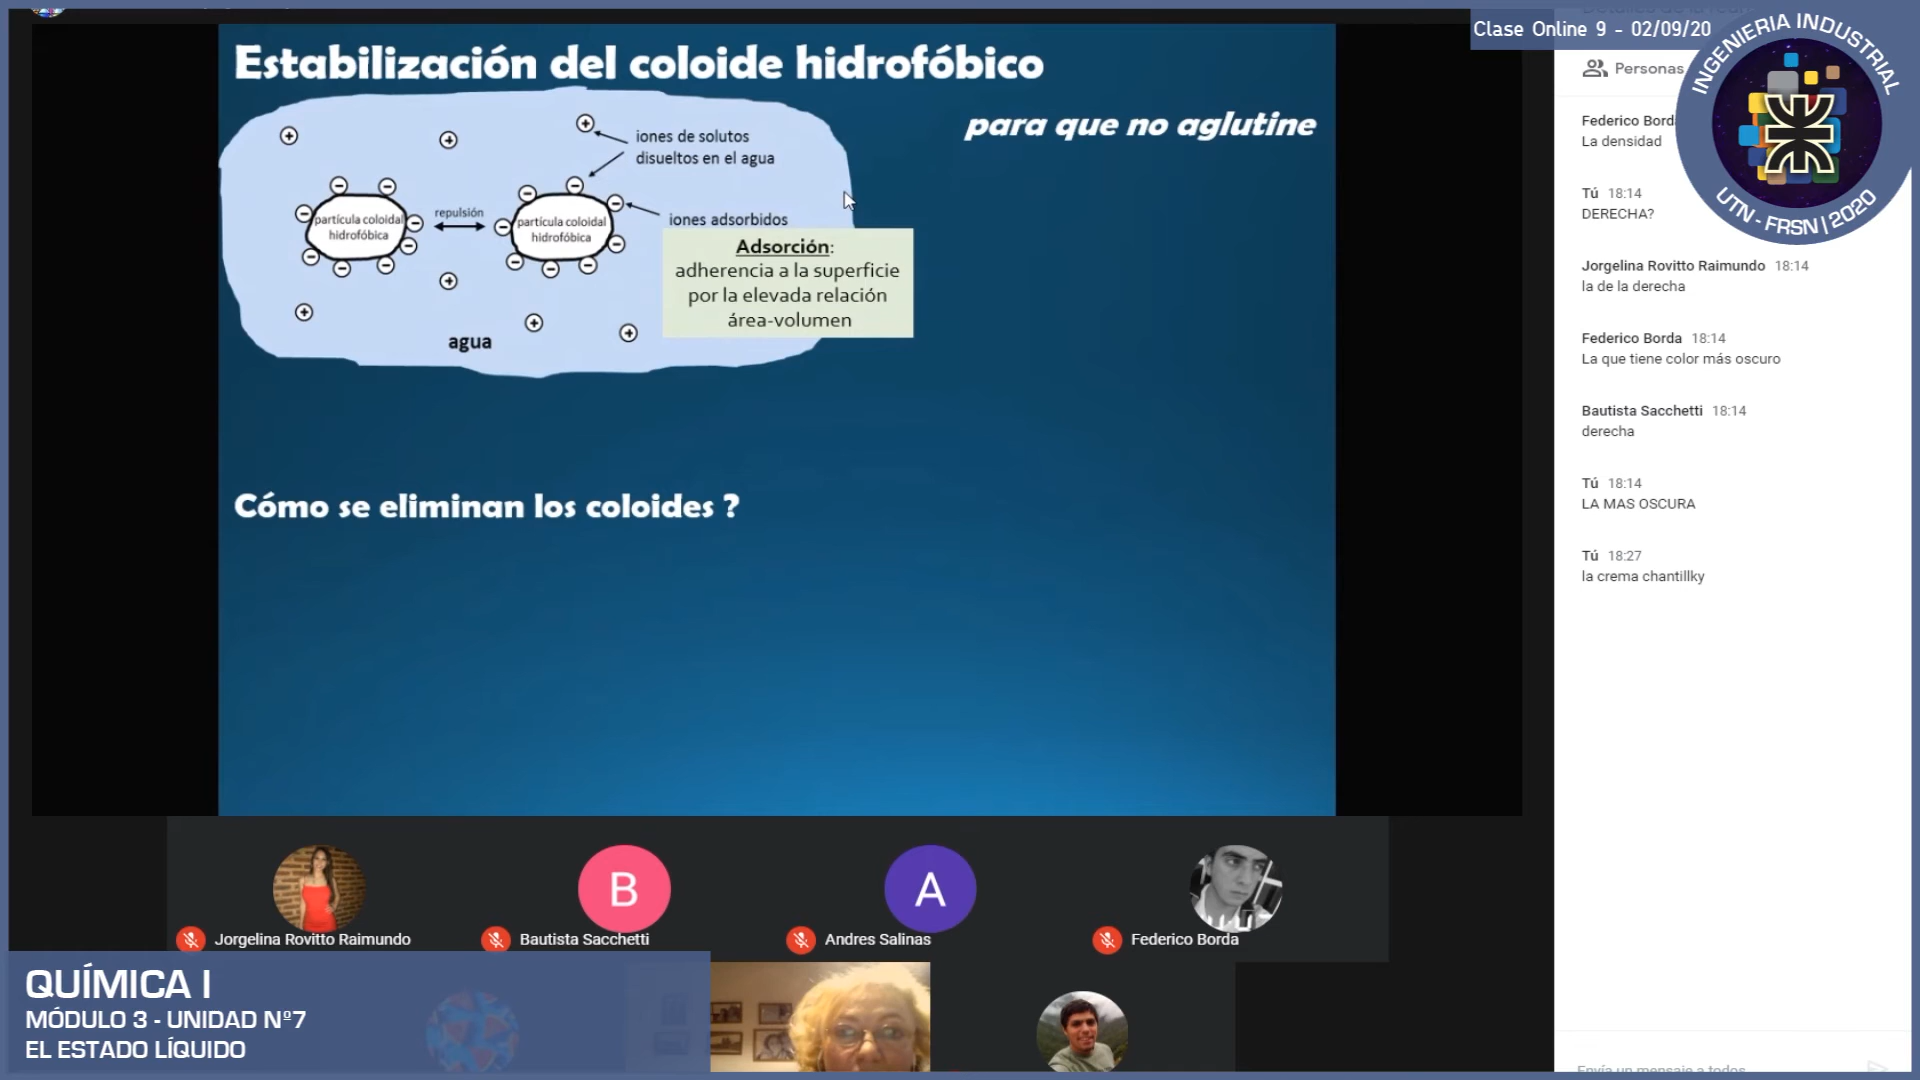 Estabilización del coloide hidrofóbico
para que no aglutine
iones de solutos
disueltos en el agua
repulsión
partícula coloidal
hidrofóbica
partícula coloidal
hidrofóbica
iones adsorbidos
Adsorción:
adherencia a la superficie
por la elevada relación
área-volumen
agua
Cómo se eliminan los coloides ?
Clase Online 9 - 02/09/20
INGENIERIA INDUSTRIAL
UTN - FRSN | 2020
Personas
Federico Borda
La densidad
Tú 18:14
DERECHA?
Jorgelina Rovitto Raimundo 18:14
la de la derecha
Federico Borda 18:14
La que tiene color más oscuro
Bautista Sacchetti 18:14
derecha
Tú 18:14
LA MAS OSCURA
Tú 18:27
la crema chantillky
Envía un mensaje a todos
B
A
Jorgelina Rovitto Raimundo
Bautista Sacchetti
Andres Salinas
Federico Borda
QUÍMICA I
MÓDULO 3 - UNIDAD Nº7
EL ESTADO LÍQUIDO